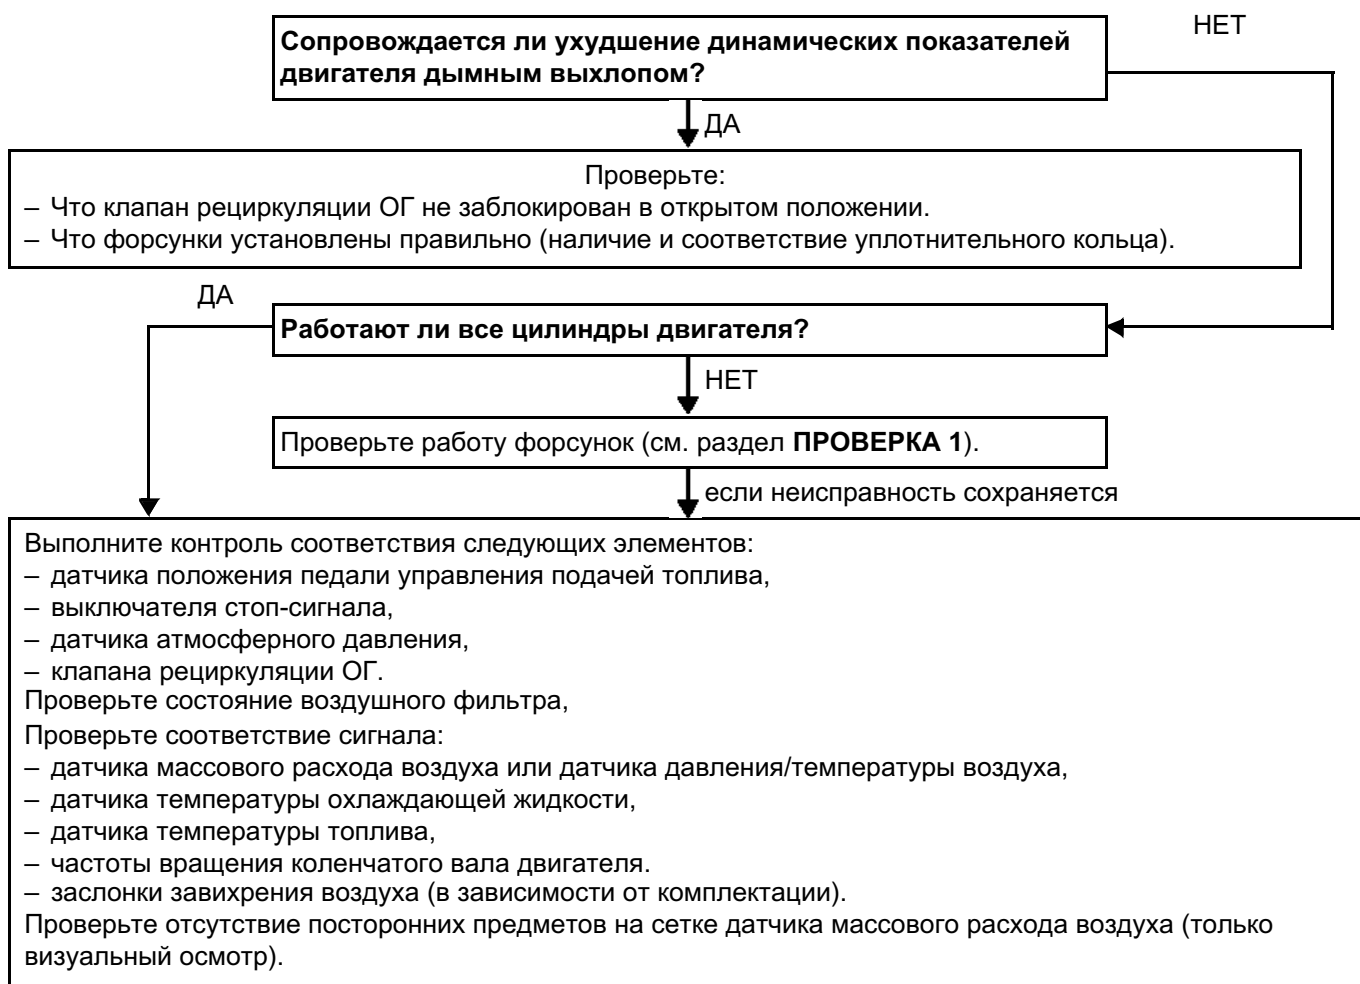 НЕТ
Сопровождается ли ухудшение динамических показателей
двигателя дымным выхлопом?
ДА
Проверьте:
– Что клапан рециркуляции ОГ не заблокирован в открытом положении.
– Что форсунки установлены правильно (наличие и соответствие уплотнительного кольца).
ДА
Работают ли все цилиндры двигателя?
НЕТ
Проверьте работу форсунок (см. раздел ПРОВЕРКА 1).
если неисправность сохраняется
Выполните контроль соответствия следующих элементов:
– датчика положения педали управления подачей топлива,
– выключателя стоп-сигнала,
– датчика атмосферного давления,
– клапана рециркуляции ОГ.
Проверьте состояние воздушного фильтра,
Проверьте соответствие сигнала:
– датчика массового расхода воздуха или датчика давления/температуры воздуха,
– датчика температуры охлаждающей жидкости,
– датчика температуры топлива,
– частоты вращения коленчатого вала двигателя.
– заслонки завихрения воздуха (в зависимости от комплектации).
Проверьте отсутствие посторонних предметов на сетке датчика массового расхода воздуха (только
визуальный осмотр).